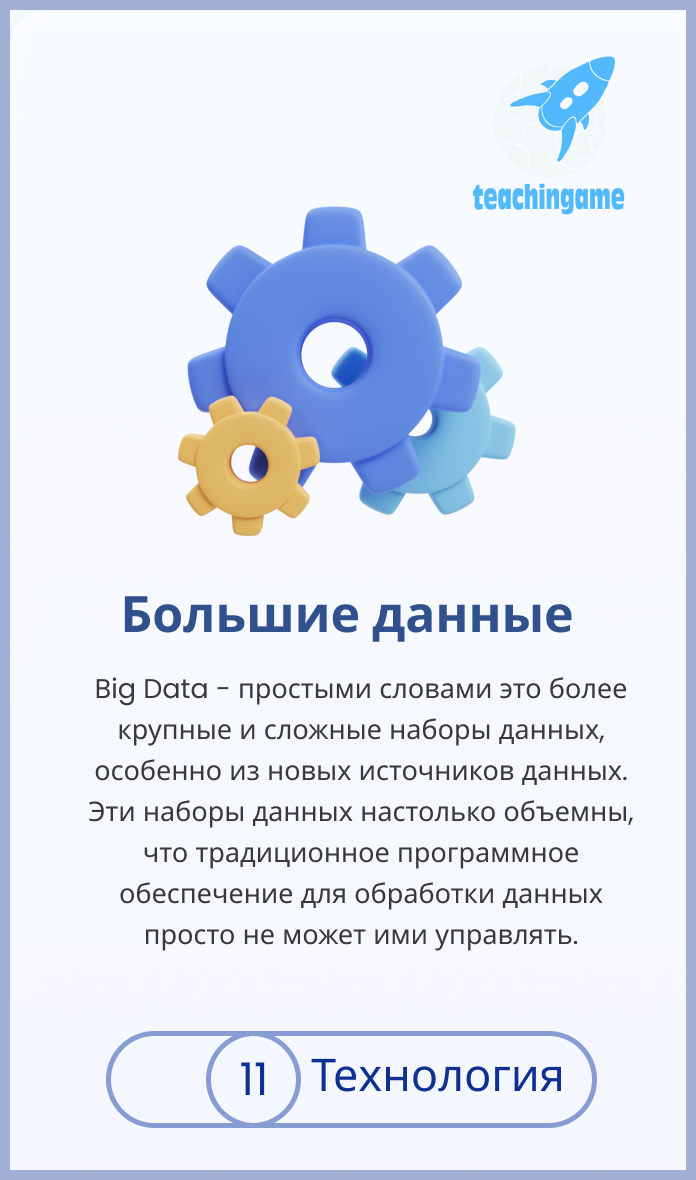 teachingame
Большие данные
Big Data - простыми словами это более
крупные и сложные наборы данных,
особенно из новых источников данных.
Эти наборы данных настолько объемны,
что традиционное программное
обеспечение для обработки данных
просто не может ими управлять.
11 Технология